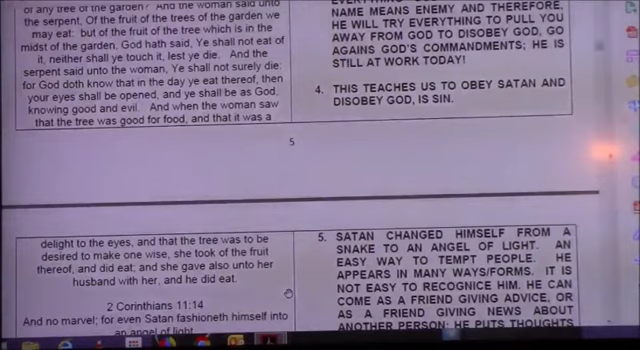 of any tree of the garden? And the woman said unto
the serpent, Of the fruit of the trees of the garden we
may eat: but of the fruit of the tree which is in the
midst of the garden, God hath said, Ye shall not eat of
it, neither shall ye touch it, lest ye die. And the
serpent said unto the woman, Ye shall not surely die:
for God doth know that in the day ye eat thereof, then
your eyes shall be opened, and ye shall be as God,
knowing good and evil. And when the woman saw
that the tree was good for food, and that it was a
NAME MEANS ENEMY AND THEREFORE,
HE WILL TRY EVERYTHING TO PULL YOU
AWAY FROM GOD TO DISOBEY GOD, GO
AGAINS GOD'S COMMANDMENTS; HE IS
STILL AT WORK TODAY!
4. THIS TEACHES US TO OBEY SATAN AND
DISOBEY GOD, IS SIN.
5
delight to the eyes, and that the tree was to be
desired to make one wise, she took of the fruit
thereof, and did eat; and she gave also unto her
husband with her, and he did eat.
2 Corinthians 11:14
And no marvel; for even Satan fashioneth himself into
an angel of light
5. SATAN CHANGED HIMSELF FROM A
SNAKE TO AN ANGEL OF LIGHT. AN
EASY WAY TO TEMPT PEOPLE. HE
APPEARS IN MANY WAYS/FORMS. IT IS
NOT EASY TO RECOGNICE HIM. HE CAN
COME AS A FRIEND GIVING ADVICE, OR
AS A FRIEND GIVING NEWS ABOUT
ANOTHER PERSON; HE PUTS THOUGHTS